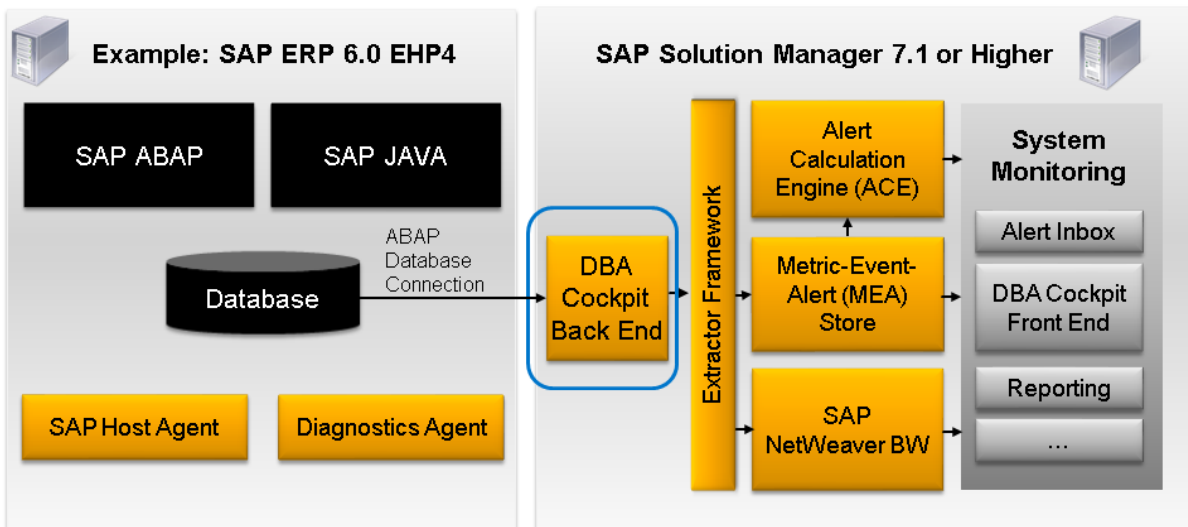 Example: SAP ERP 6.0 EHP4
SAP ABAP
SAP JAVA
ABAP
Database
Connection
Database
SAP Host Agent
Diagnostics Agent
SAP Solution Manager 7.1 or Higher
DBA
Cockpit
Back End
Extractor Framework
Alert
Calculation
Engine (ACE)
Metric-Event-
Alert (MEA)
Store
SAP
NetWeaver BW
System
Monitoring
Alert Inbox
DBA Cockpit
Front End
Reporting
...